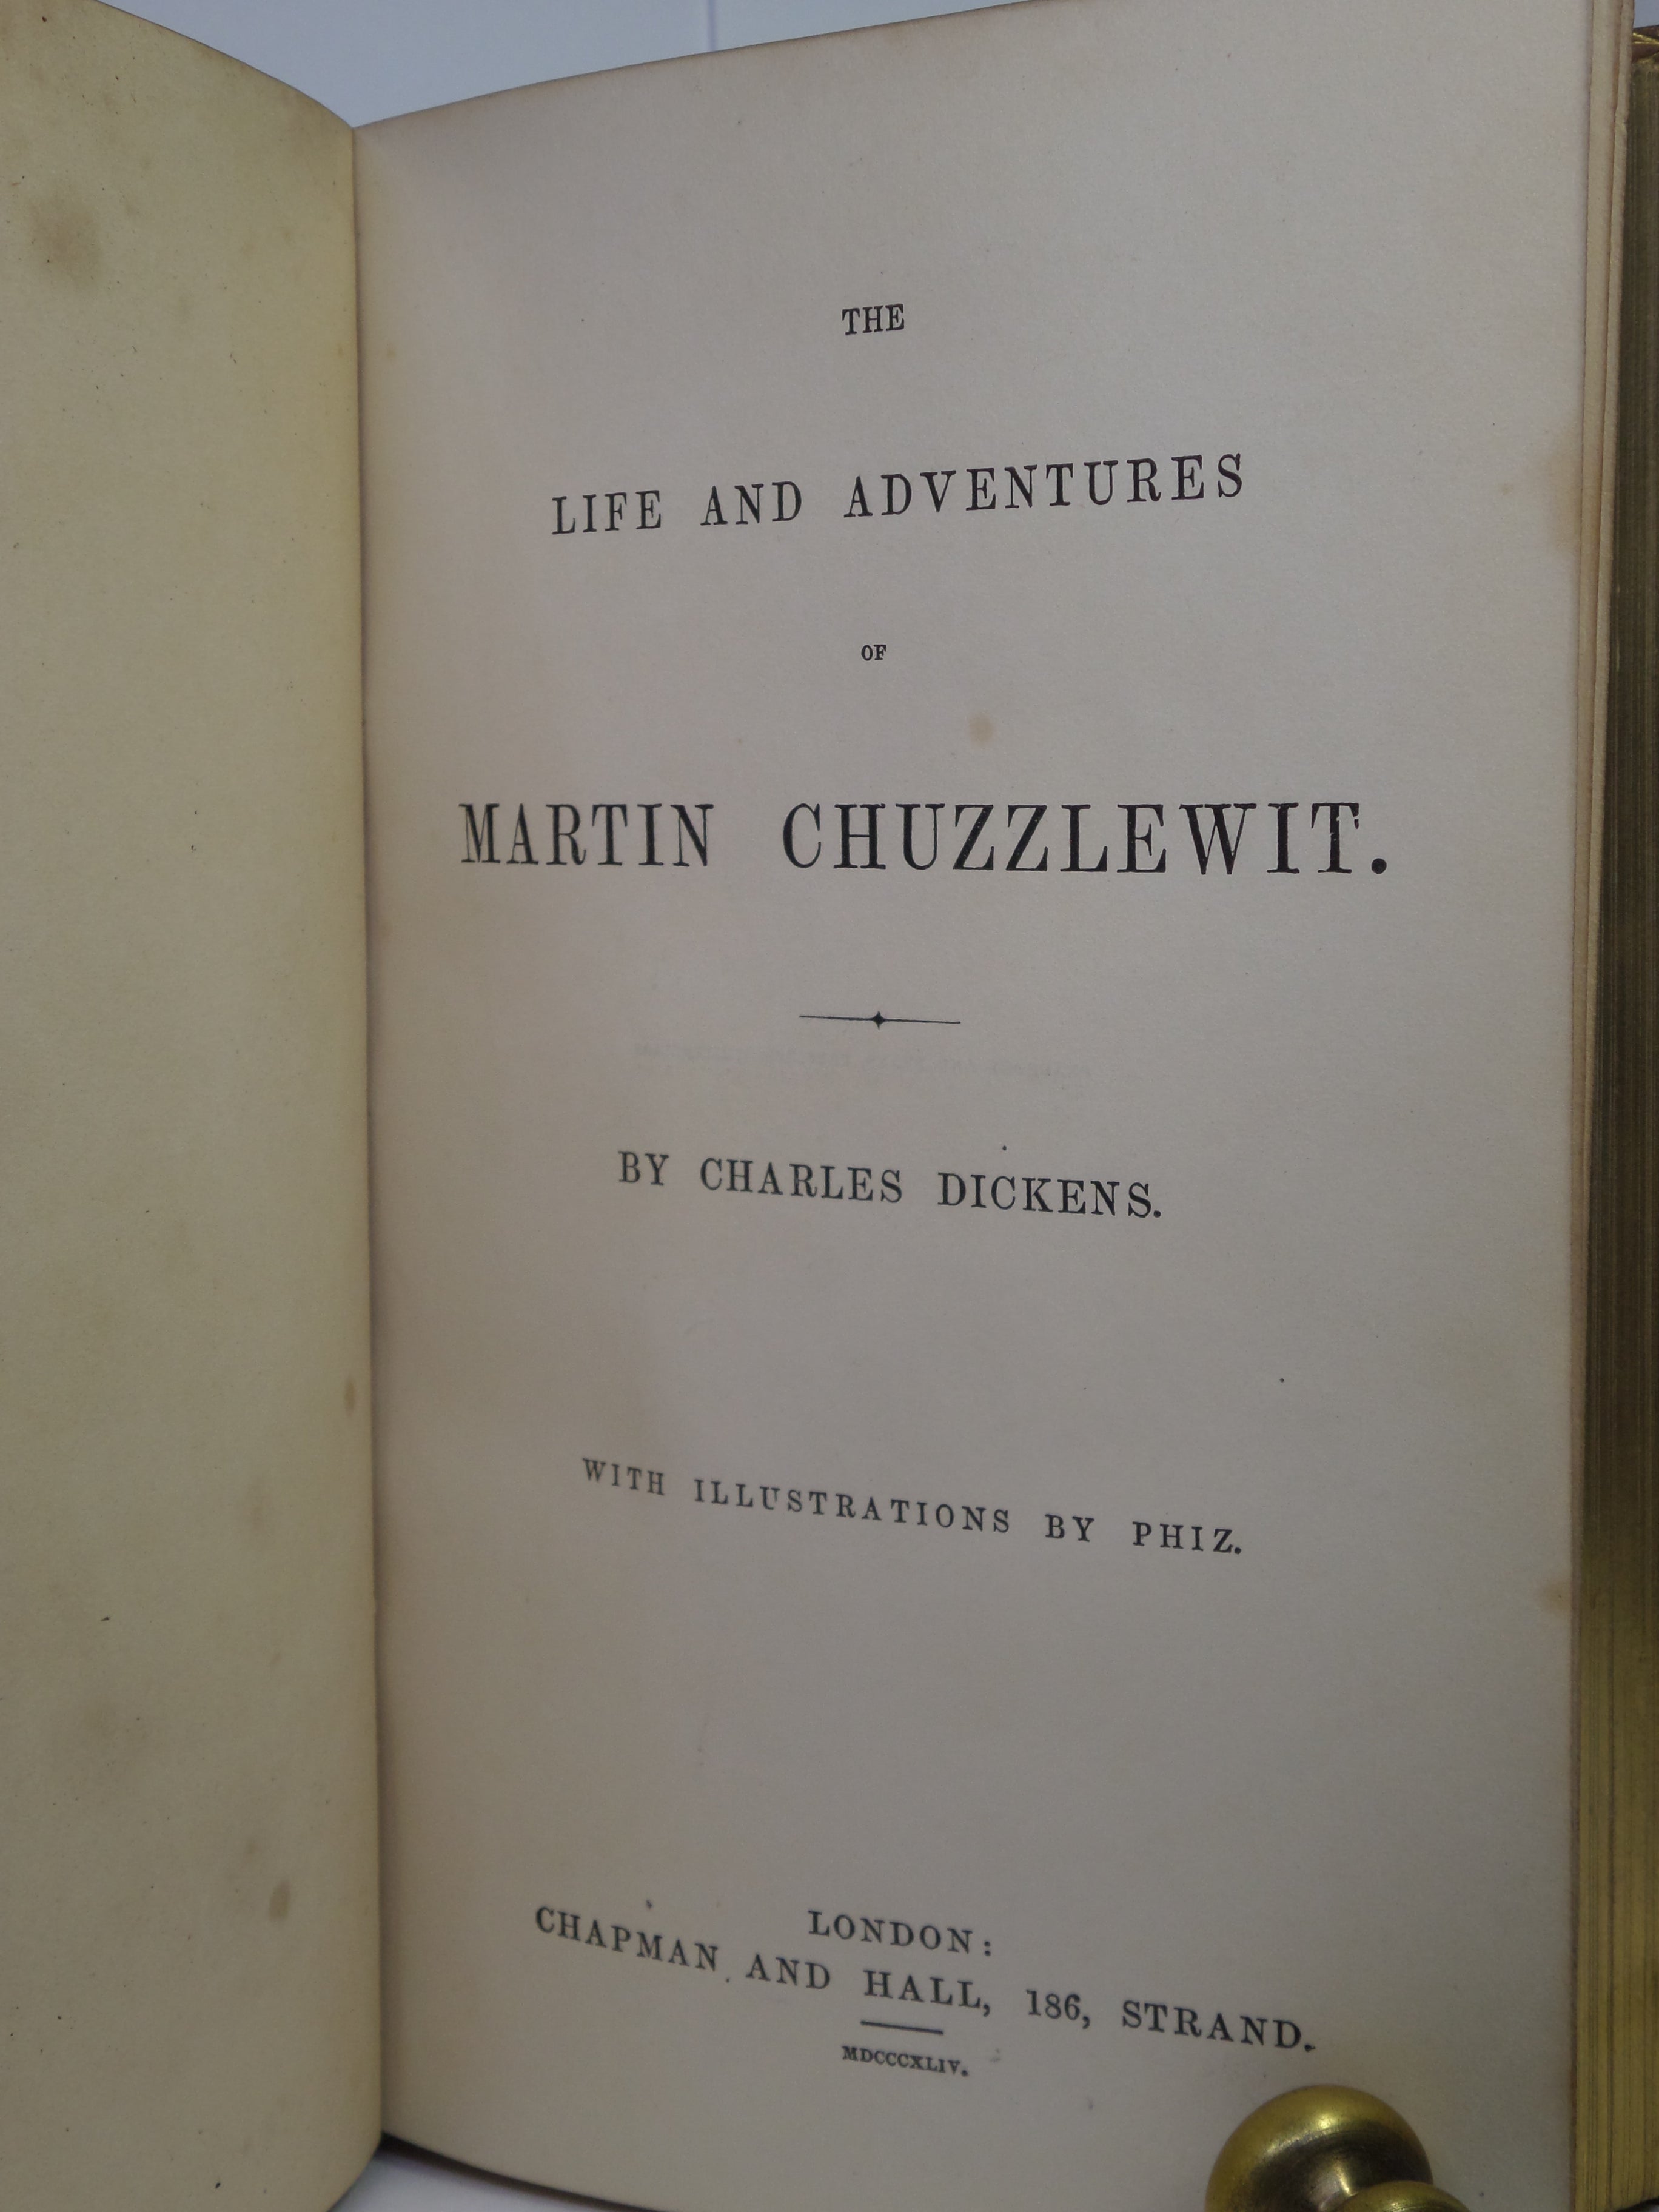 THE
LIFE AND ADVENTURES
OF
MARTIN CHUZZLEWIT.
BY CHARLES DICKENS.
WITH ILLUSTRATIONS BY PHIZ.
LONDON:
CHAPMAN AND HALL, 186, STRAND.
MDCCCXLIV.